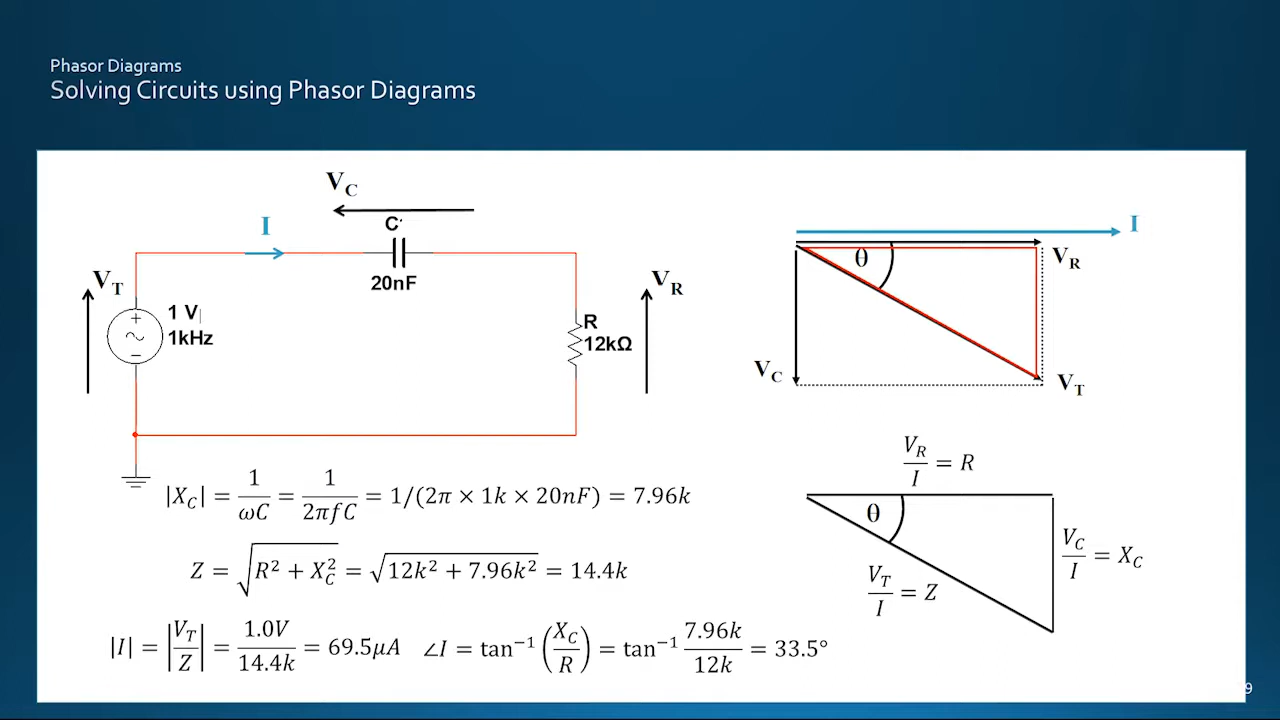 Phasor Diagrams
Solving Circuits using Phasor Diagrams
V_C
I
C
20nF
V_T
1 V
1kHz
+
−
R
12kΩ
V_R
I
θ
V_R
V_C
V_T
|X_C| = 1/ωC = 1/2πfC = 1/(2π × 1k × 20nF) = 7.96k
Z = √(R² + X_C²) = √(12k² + 7.96k²) = 14.4k
|I| = |V_T/Z| = 1.0V/14.4k = 69.5μA ∠I = tan⁻¹(X_C/R) = tan⁻¹ 7.96k/12k = 33.5°
V_R/I = R
θ
V_C/I = X_C
V_T/I = Z
9